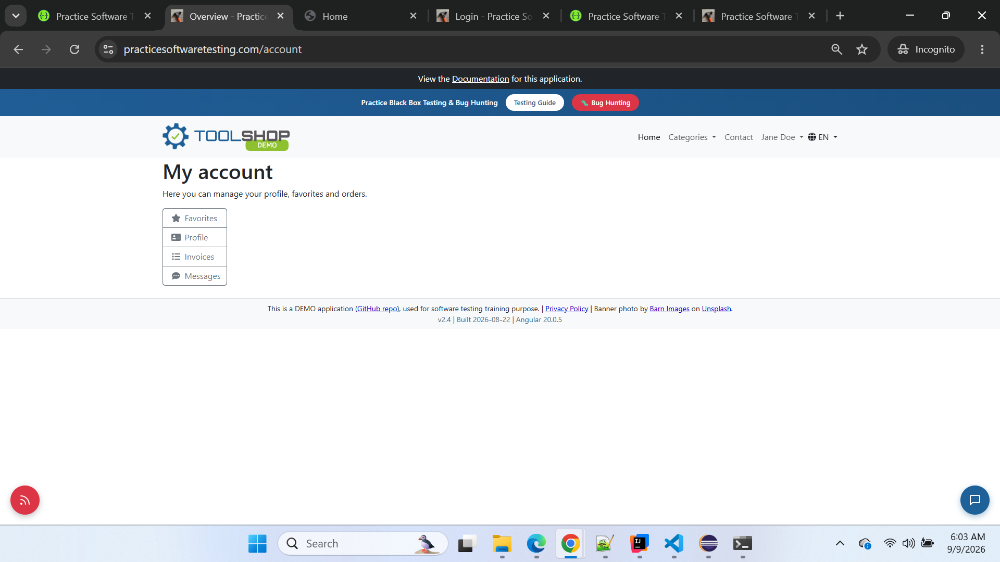 Practice Software T
Overview - Practice
Home
Login - Practice So
Practice Software T
Practice Software T
practicesoftwaretesting.com/account
Incognito
View the Documentation for this application.
Practice Black Box Testing & Bug Hunting
Testing Guide
Bug Hunting
TOOLSHOP
DEMO
Home
Categories
Contact
Jane Doe
EN
My account
Here you can manage your profile, favorites and orders.
Favorites
Profile
Invoices
Messages
This is a DEMO application (GitHub repo), used for software testing training purpose. | Privacy Policy | Banner photo by Barn Images on Unsplash.
v2.4 | Built 2026-08-22 | Angular 20.0.5
Search
IJ
6:03 AM
9/9/2026